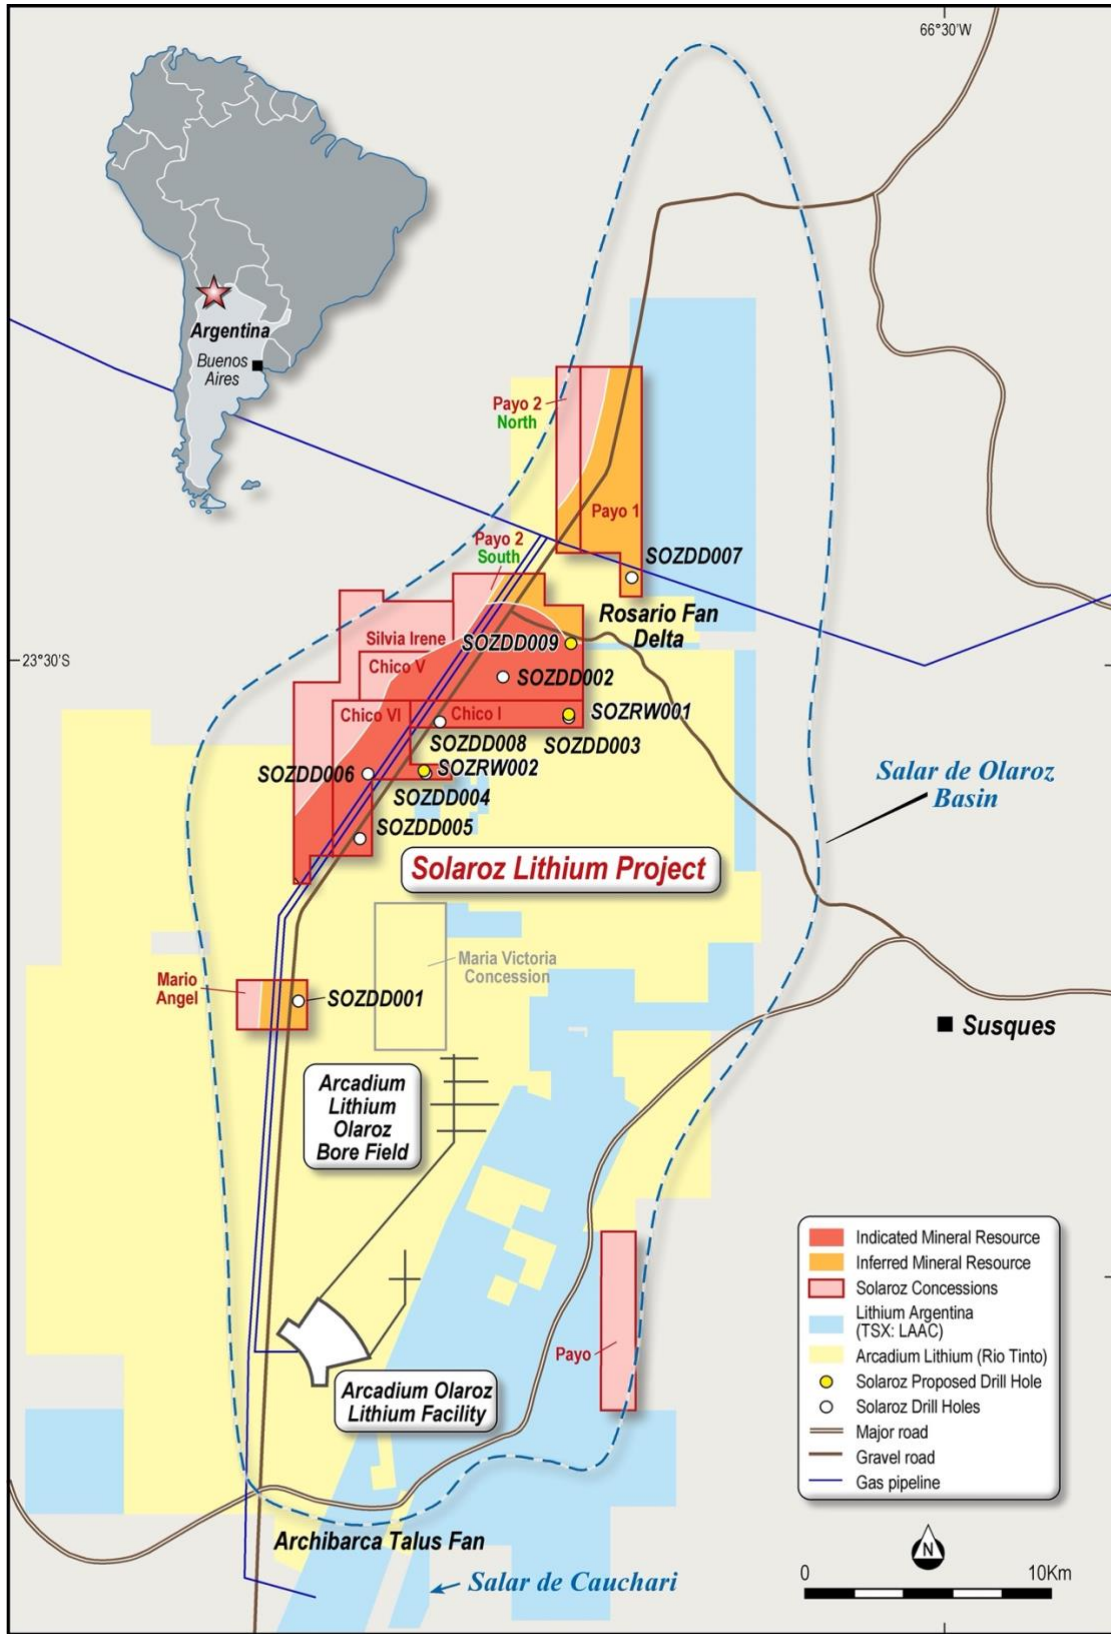 66°30'W
Argentina
Buenos
Aires
Payo 2
North
Payo 1
Payo 2
South
SOZDD007
Rosario Fan
Delta
Silvia Irene
SOZDD009
23°30'S
Chico V
SOZDD002
Chico VI
Chico I
SOZRW001
SOZDD008
SOZDD003
SOZDD006
SOZRW002
SOZDD004
Salar de Olaroz
Basin
SOZDD005
Solaroz Lithium Project
Maria Victoria
Concession
Mario
Angel
SOZDD001
Susques
Arcadium
Lithium
Olaroz
Bore Field
Payo
Arcadium Olaroz
Lithium Facility
Archibarca Talus Fan
Salar de Cauchari
Indicated Mineral Resource
Inferred Mineral Resource
Solaroz Concessions
Lithium Argentina
(TSX: LAAC)
Arcadium Lithium (Rio Tinto)
Solaroz Proposed Drill Hole
Solaroz Drill Holes
Major road
Gravel road
Gas pipeline
N
0 10Km